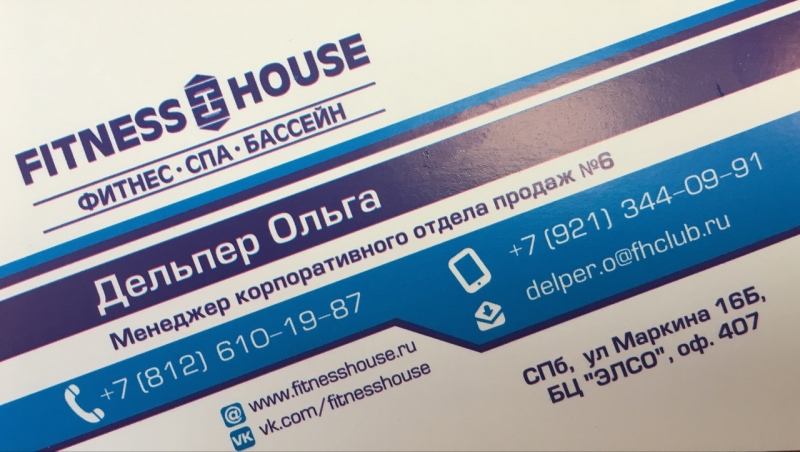 FITNESS HOUSE
ФИТНЕС·СПА·БАССЕЙН
Дельпер Ольга
Менеджер корпоративного отдела продаж №6
+7 (812) 610-19-87
+7 (921) 344-09-91
delper.o@fhclub.ru
@ www.fitnesshouse.ru
vk vk.com/fitnesshouse
СПб, ул Маркина 16Б,
БЦ "ЭЛСО", оф. 407